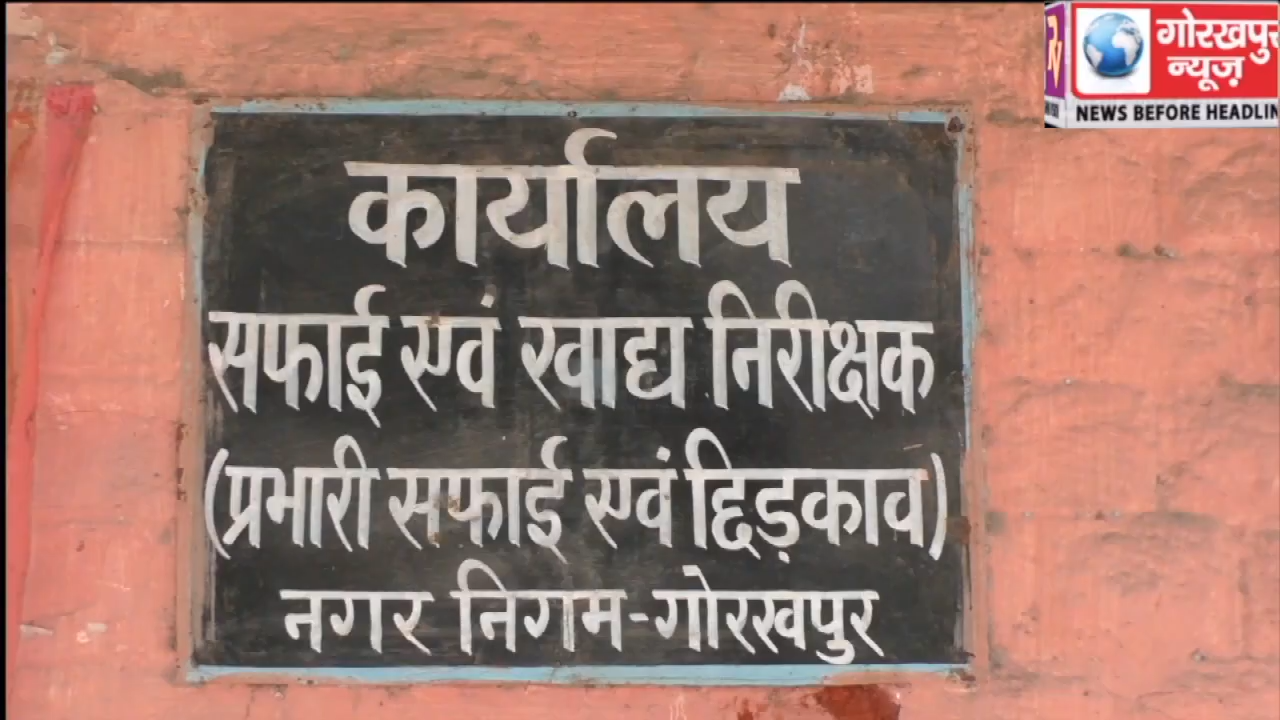 गोरखपुर
न्यूज़
NEWS BEFORE HEADLIN
कार्यालय
सफाई एवं खाद्य निरीक्षक
(प्रभारी सफाई एवं छिड़काव)
नगर निगम-गोरखपुर